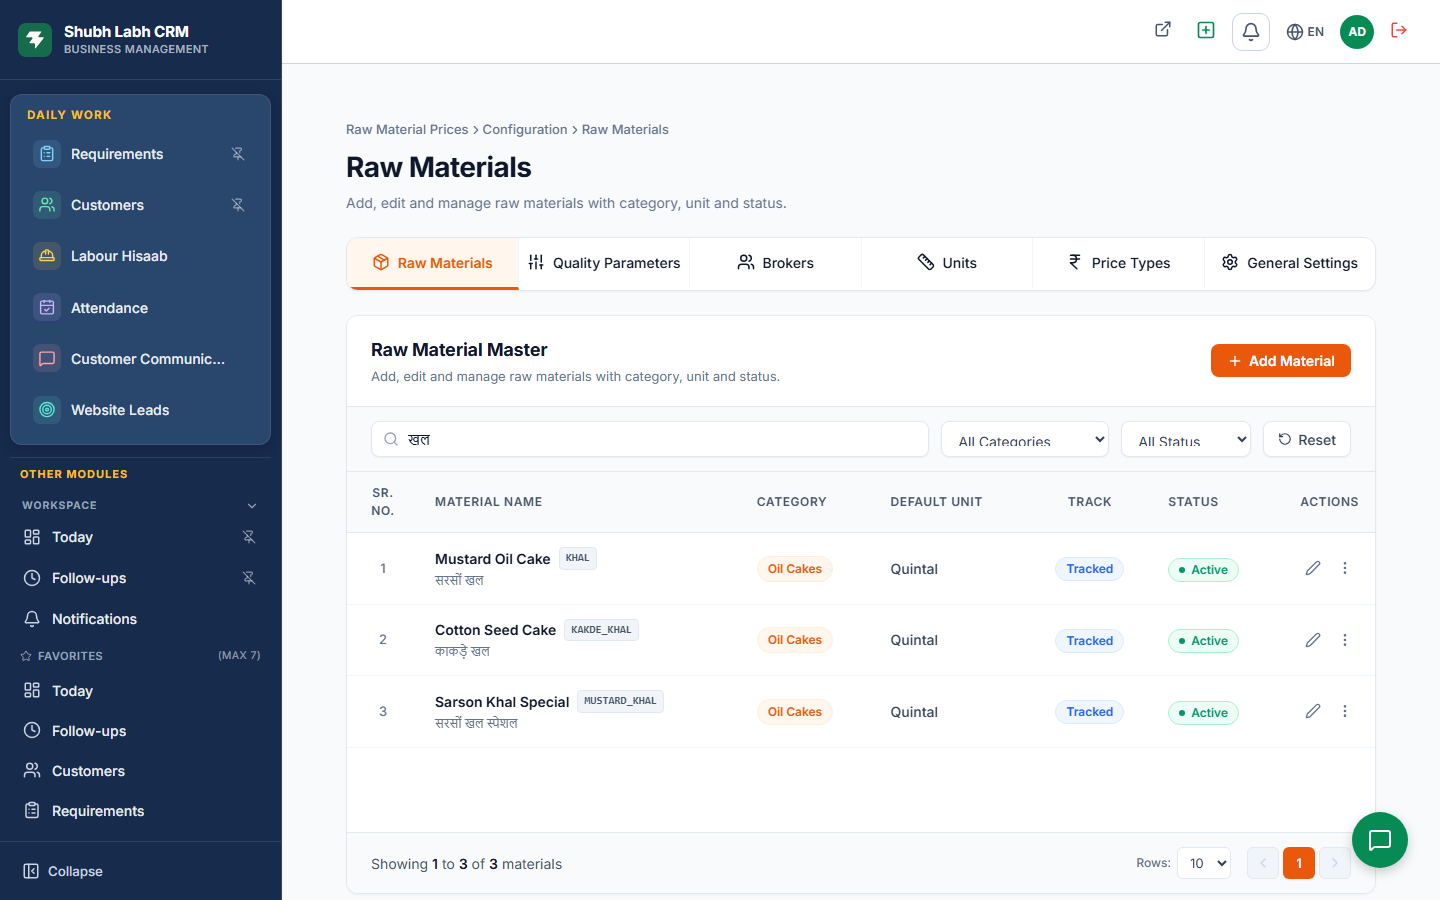 Shubh Labh CRM
BUSINESS MANAGEMENT
EN
AD
DAILY WORK
Requirements
Customers
Labour Hisaab
Attendance
Customer Communic...
Website Leads
OTHER MODULES
WORKSPACE
Today
Follow-ups
Notifications
FAVORITES (MAX 7)
Today
Follow-ups
Customers
Requirements
Collapse
Raw Material Prices > Configuration > Raw Materials
Raw Materials
Add, edit and manage raw materials with category, unit and status.
Raw Materials Quality Parameters Brokers Units Price Types General Settings
Raw Material Master
Add, edit and manage raw materials with category, unit and status.
+ Add Material
खल All Categories All Status Reset
SR. NO. MATERIAL NAME CATEGORY DEFAULT UNIT TRACK STATUS ACTIONS
1 Mustard Oil Cake KHAL Oil Cakes Quintal Tracked Active
सरसों खल
2 Cotton Seed Cake KAKDE_KHAL Oil Cakes Quintal Tracked Active
काकड़े खल
3 Sarson Khal Special MUSTARD_KHAL Oil Cakes Quintal Tracked Active
सरसों खल स्पेशल
Showing 1 to 3 of 3 materials Rows: 10 1